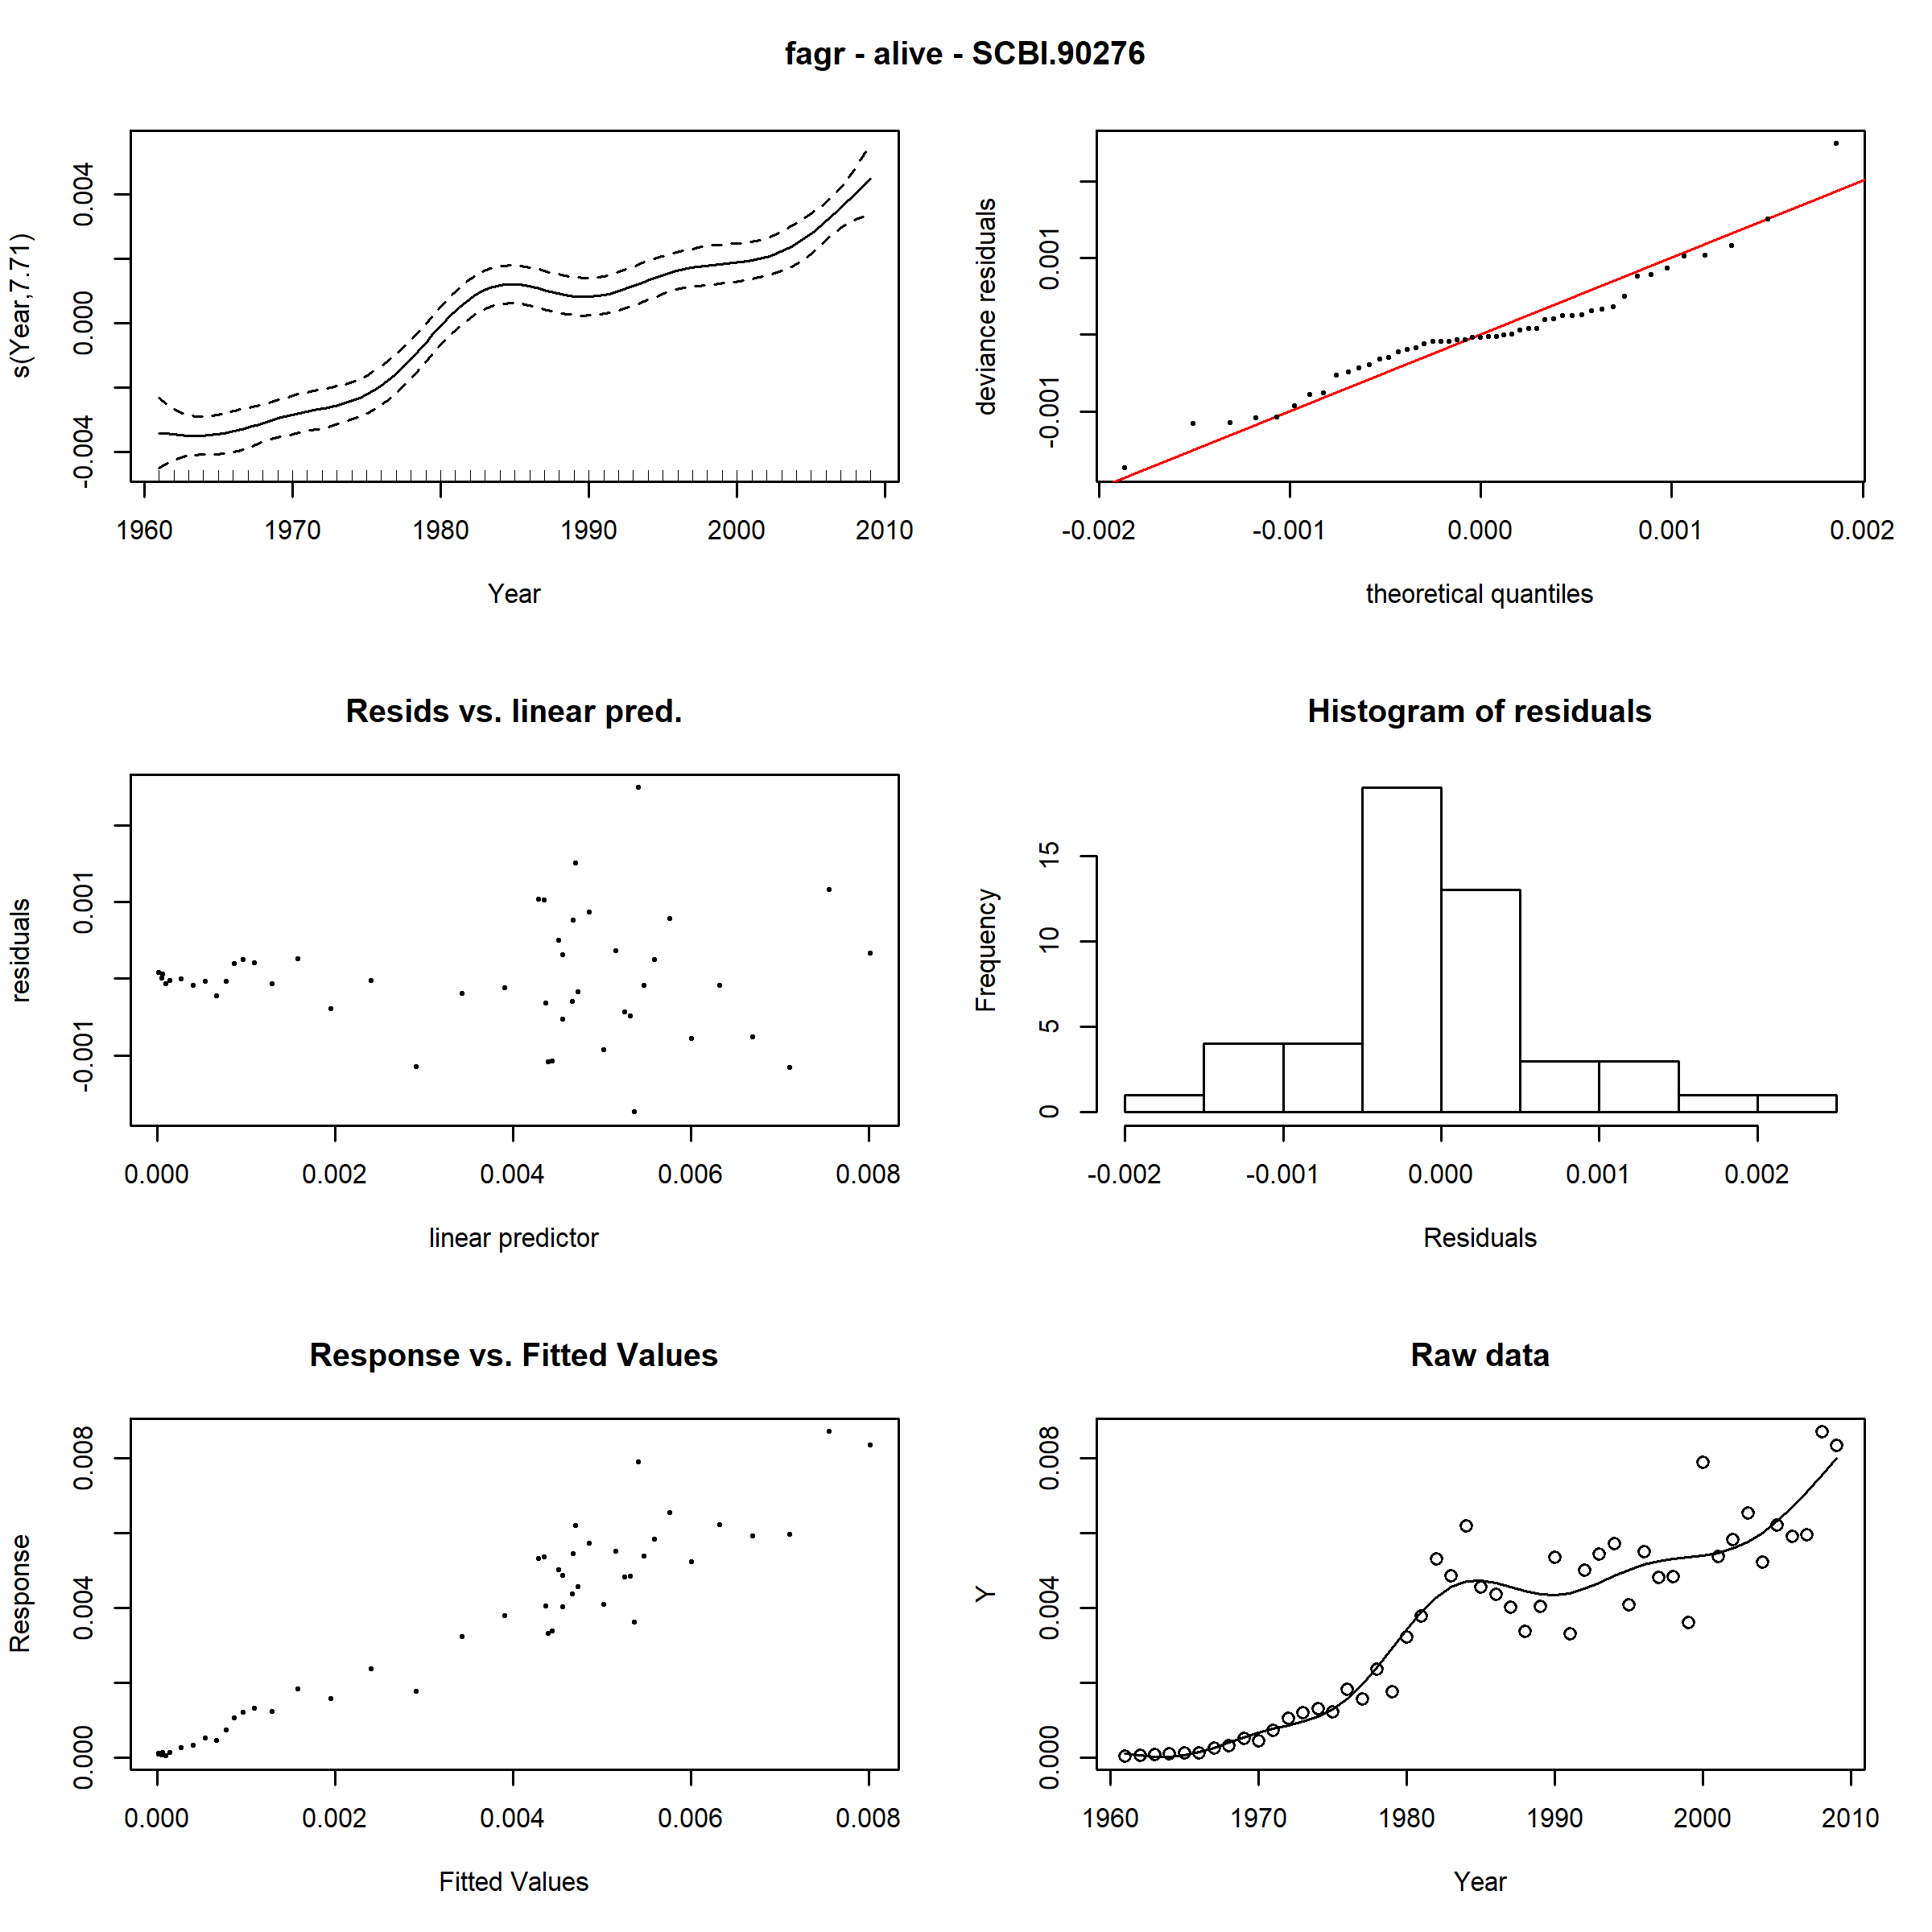 fagr - alive - SCBI.90276
s(Year,7.71)
-0.004 0.000 0.004
1960 1970 1980 1990 2000 2010
Year
deviance residuals
-0.001 0.001
-0.002 -0.001 0.000 0.001 0.002
theoretical quantiles
Resids vs. linear pred.
residuals
-0.001 0.001
0.000 0.002 0.004 0.006 0.008
linear predictor
Histogram of residuals
Frequency
0 5 10 15
-0.002 -0.001 0.000 0.001 0.002
Residuals
Response vs. Fitted Values
Response
0.000 0.004 0.008
0.000 0.002 0.004 0.006 0.008
Fitted Values
Raw data
Y
0.000 0.004 0.008
1960 1970 1980 1990 2000 2010
Year